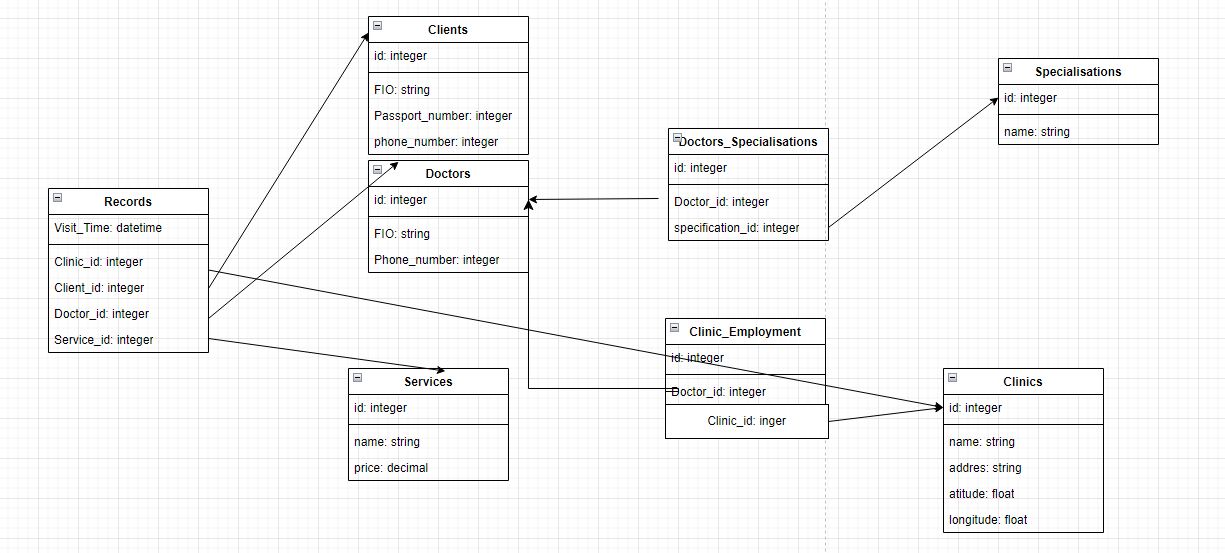 Clients
id: integer
FIO: string
Passport_number: integer
phone_number: integer
Doctors
id: integer
FIO: string
Phone_number: integer
Records
Visit_Time: datetime
Clinic_id: integer
Client_id: integer
Doctor_id: integer
Service_id: integer
Services
id: integer
name: string
price: decimal
Doctors_Specialisations
id: integer
Doctor_id: integer
specification_id: integer
Specialisations
id: integer
name: string
Clinic_Employment
id: integer
Doctor_id: integer
Clinic_id: inger
Clinics
id: integer
name: string
addres: string
atitude: float
longitude: float